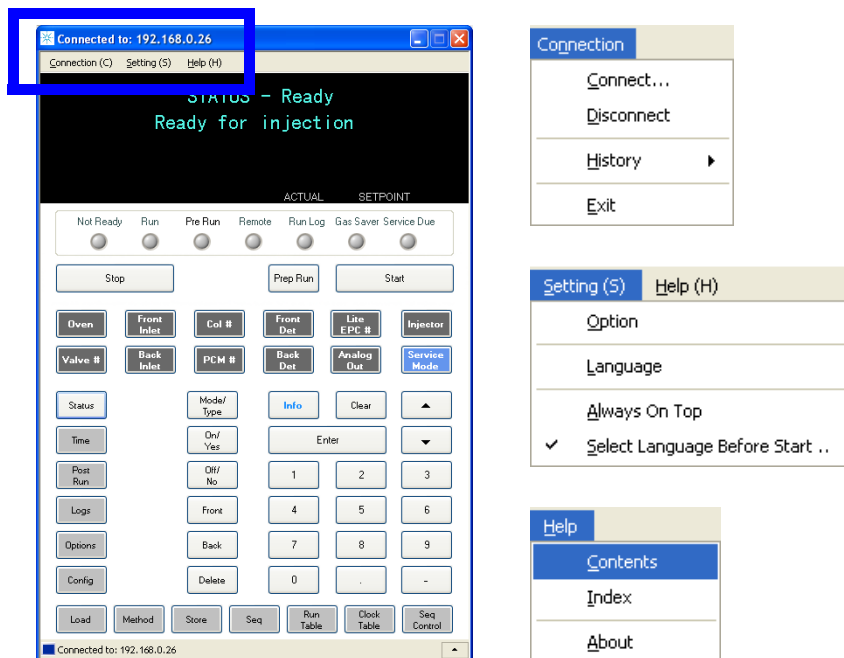 Connected to: 192.168.0.26
Connection (C) Setting (S) Help (H)
STATUS - Ready
Ready for injection
ACTUAL SETPOINT
Not Ready Run Pre Run Remote Run Log Gas Saver Service Due
Stop Prep Run Start
Oven Front Inlet Col # Front Det Lite EPC # Injector
Valve # Back Inlet PCM # Back Det Analog Out Service Mode
Status Mode/ Type Info Clear
Time On/ Yes Enter
Post Run Off/ No 1 2 3
Logs Front 4 5 6
Options Back 7 8 9
Config Delete 0 . -
Load Method Store Seq Run Table Clock Table Seq Control
Connected to: 192.168.0.26
Connection
Connect...
Disconnect
History
Exit
Setting (S) Help (H)
Option
Language
Always On Top
Select Language Before Start ..
Help
Contents
Index
About